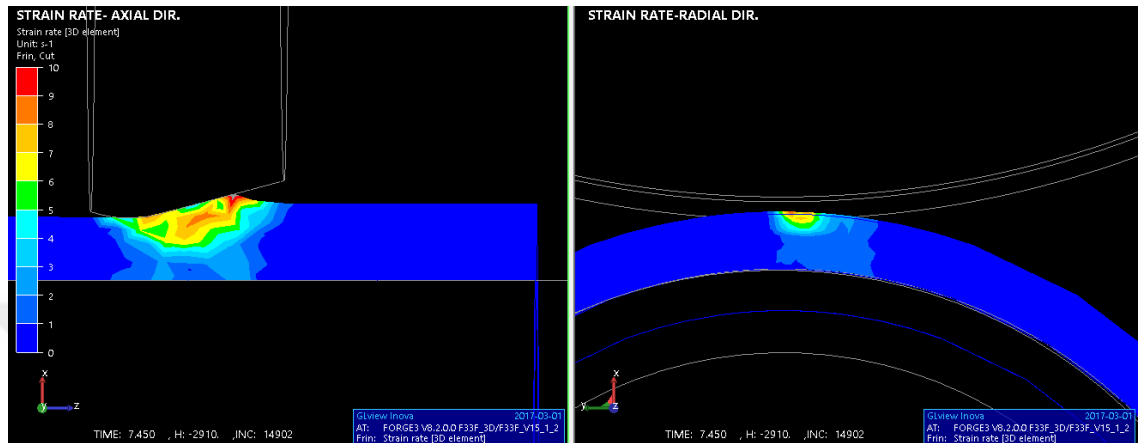 STRAIN RATE- AXIAL DIR.
Strain rate [3D element]
Unit: s-1
Frin, Cut
10
9
8
7
6
5
4
3
2
1
0
x
y
z
GLview Inova 2017-03-01
AT: FORGE3 V8.2.0.0 F33F_3D/F33F_V15_1_2
Frin: Strain rate [3D element]
TIME: 7.450 , H: -2910. ,INC: 14902
STRAIN RATE-RADIAL DIR.
x
y
z
GLview Inova 2017-03-01
AT: FORGE3 V8.2.0.0 F33F_3D/F33F_V15_1_2
Frin: Strain rate [3D element]
TIME: 7.450 , H: -2910. ,INC: 14902